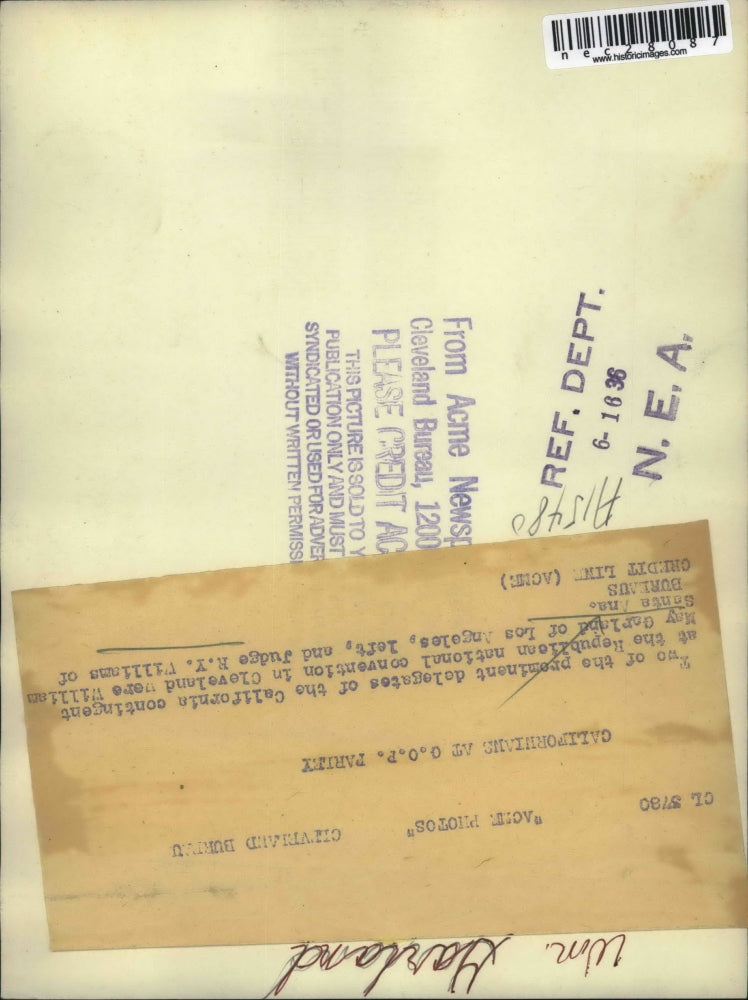 nec28087
www.historicimages.com
REF. DEPT.
6-16 36
N. E. A.
A15480
From Acme Newsp
Cleveland Bureau, 1200
PLEASE CREDIT AC
THIS PICTURE IS SOLD TO Y
PUBLICATION ONLY AND MUST
SYNDICATED OR USED FOR ADVER
WITHOUT WRITTEN PERMISS
Wm. Garland
CL 3780
"ACME PHOTOS" CLEVELAND BUREAU
CALIFORNIANS AT G.O.P. PARLEY
Two of the prominent delegates of the California contingent
at the Republican national convention in Cleveland were William
May Garland of Los Angeles, left, and Judge R.Y. Williams of
Santa Ana.
BUREAUS
CREDIT LINE (ACME)